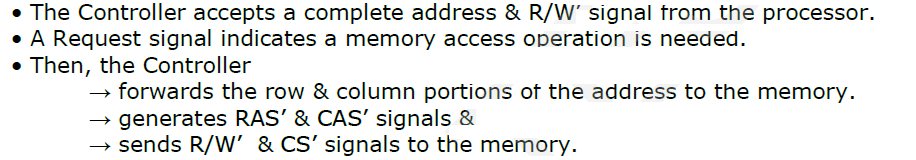 • The Controller accepts a complete address & R/W′ signal from the processor.
• A Request signal indicates a memory access operation is needed.
• Then, the Controller
→ forwards the row & column portions of the address to the memory.
→ generates RAS′ & CAS′ signals &
→ sends R/W′ & CS′ signals to the memory.